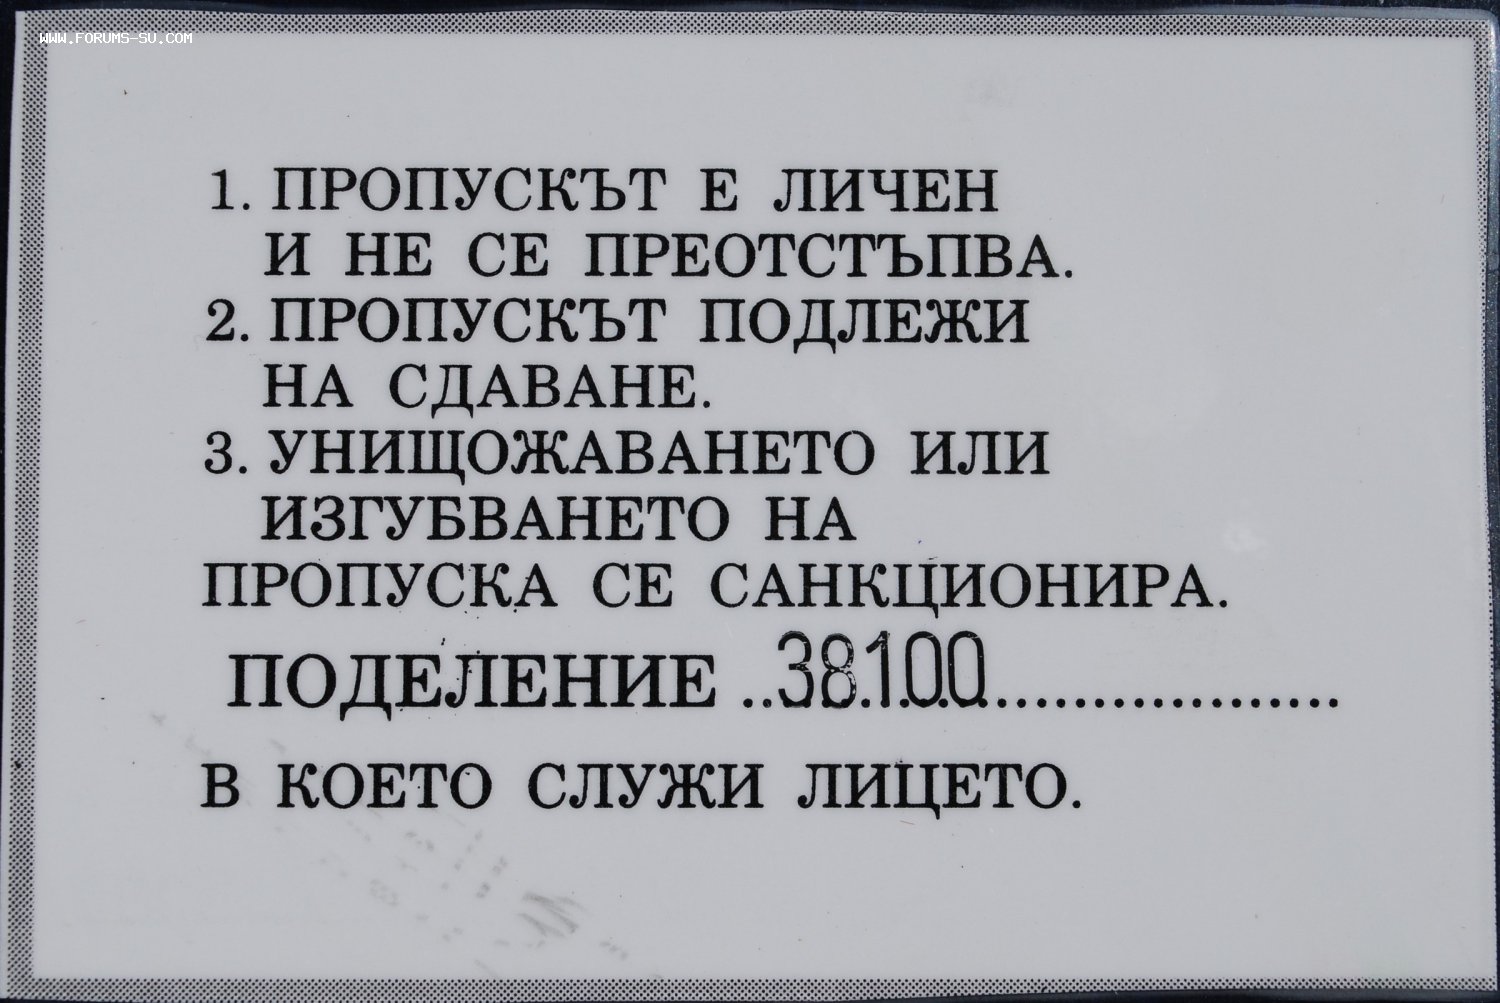 WWW.FORUMS-SU.COM
1. ПРОПУСКЪТ Е ЛИЧЕН
И НЕ СЕ ПРЕОТСТЪПВА.
2. ПРОПУСКЪТ ПОДЛЕЖИ
НА СДАВАНЕ.
3. УНИЩОЖАВАНЕТО ИЛИ
ИЗГУБВАНЕТО НА
ПРОПУСКА СЕ САНКЦИОНИРА.
ПОДЕЛЕНИЕ ..38100..................
В КОЕТО СЛУЖИ ЛИЦЕТО.